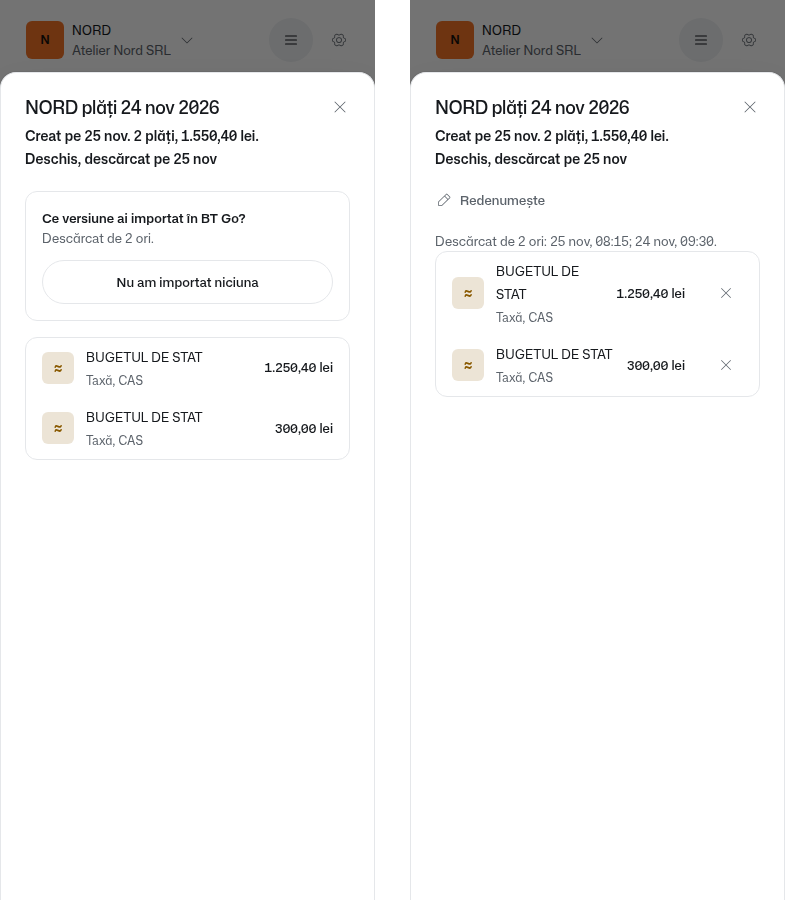 N
NORD
Atelier Nord SRL
NORD plăți 24 nov 2026
Creat pe 25 nov. 2 plăți, 1.550,40 lei.
Deschis, descărcat pe 25 nov
Ce versiune ai importat în BT Go?
Descărcat de 2 ori.
Nu am importat niciuna
BUGETUL DE STAT
Taxă, CAS
1.250,40 lei
BUGETUL DE STAT
Taxă, CAS
300,00 lei
N
NORD
Atelier Nord SRL
NORD plăți 24 nov 2026
Creat pe 25 nov. 2 plăți, 1.550,40 lei.
Deschis, descărcat pe 25 nov
Redenumește
Descărcat de 2 ori: 25 nov, 08:15; 24 nov, 09:30.
BUGETUL DE
STAT
Taxă, CAS
1.250,40 lei
BUGETUL DE STAT
Taxă, CAS
300,00 lei